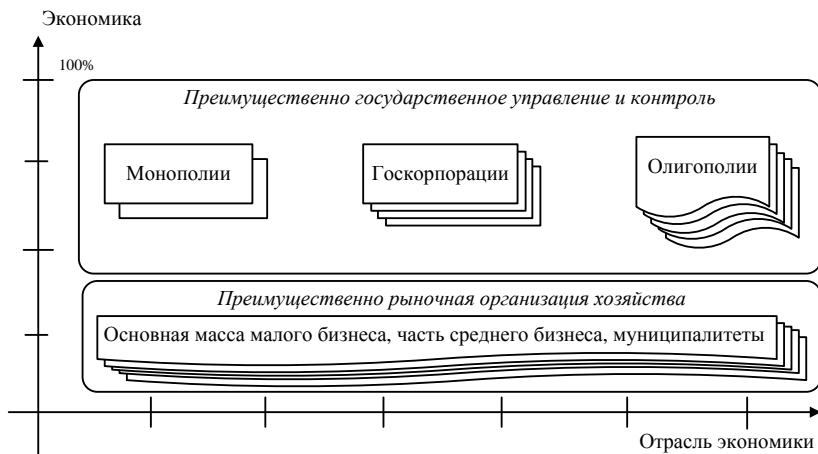 Экономика
100%
Преимущественно государственное управление и контроль
Монополии
Госкорпорации
Олигополии
Преимущественно рыночная организация хозяйства
Основная масса малого бизнеса, часть среднего бизнеса, муниципалитеты
Отрасль экономики